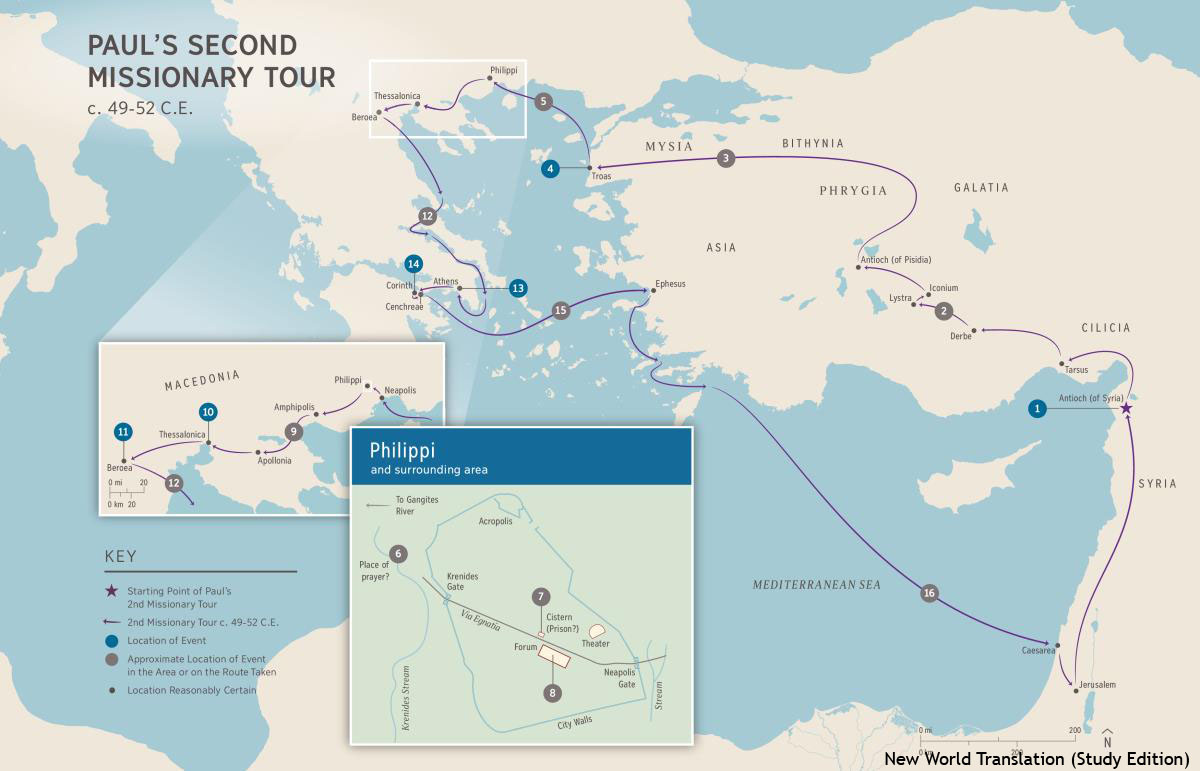 PAUL'S SECOND
MISSIONARY TOUR
c. 49-52 C.E.
Philippi
Thessalonica
Beroea
5
MYSIA
BITHYNIA
3
4
Troas
PHRYGIA
GALATIA
12
ASIA
Antioch (of Pisidia)
14
Corinth
Athens
13
Cenchreae
15
Ephesus
Iconium
Lystra
2
Derbe
CILICIA
Tarsus
1
Antioch (of Syria)
SYRIA
MACEDONIA
Philippi
Neapolis
10
Amphipolis
11
Thessalonica
9
Apollonia
Beroea
12
0 mi 20
0 km 20
Philippi
and surrounding area
To Gangites
River
Acropolis
6
Place of
prayer?
Krenides
Gate
7
Via Egnatia
Cistern
(Prison?)
Theater
Forum
Neapolis
Gate
8
Krenides Stream
Stream
City Walls
KEY
Starting Point of Paul's
2nd Missionary Tour
2nd Missionary Tour c. 49-52 C.E.
Location of Event
Approximate Location of Event
in the Area or on the Route Taken
Location Reasonably Certain
MEDITERRANEAN SEA
16
Caesarea
Jerusalem
0 mi 200
N
0 km 200
New World Translation (Study Edition)